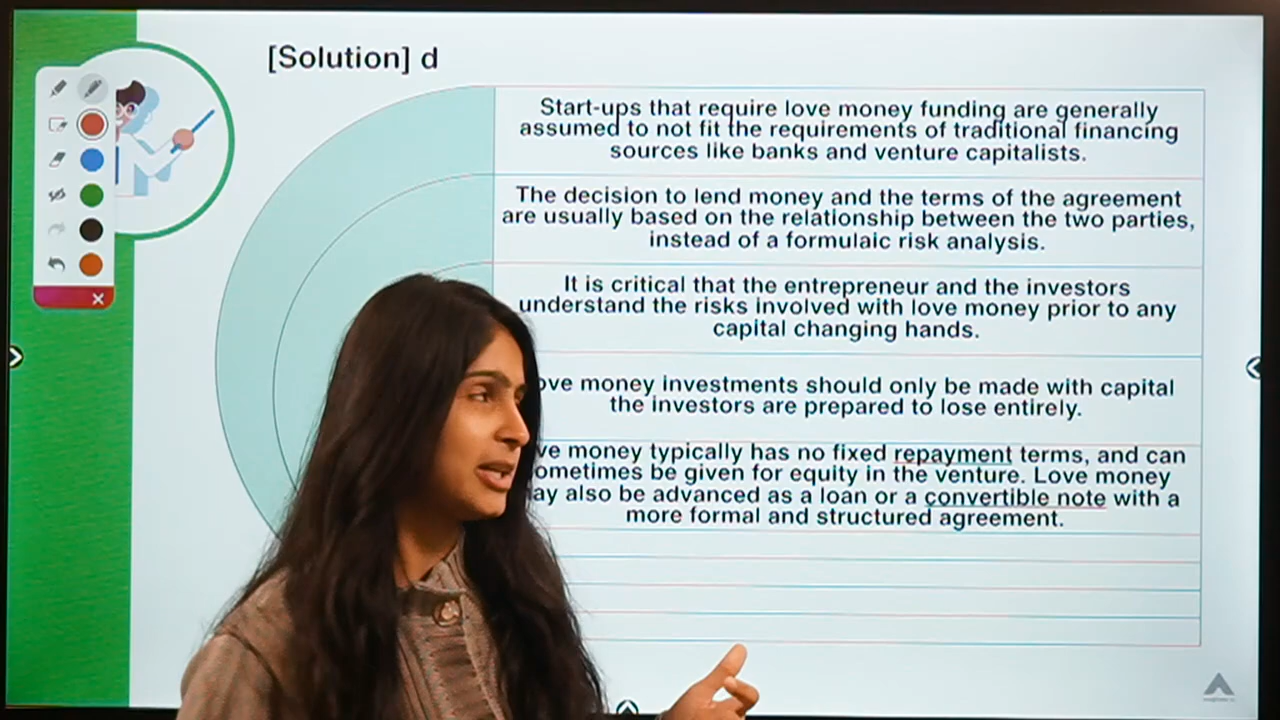 [Solution] d
Start-ups that require love money funding are generally
assumed to not fit the requirements of traditional financing
sources like banks and venture capitalists.
The decision to lend money and the terms of the agreement
are usually based on the relationship between the two parties,
instead of a formulaic risk analysis.
It is critical that the entrepreneur and the investors
understand the risks involved with love money prior to any
capital changing hands.
ove money investments should only be made with capital
the investors are prepared to lose entirely.
ve money typically has no fixed repayment terms, and can
ometimes be given for equity in the venture. Love money
ay also be advanced as a loan or a convertible note with a
more formal and structured agreement.